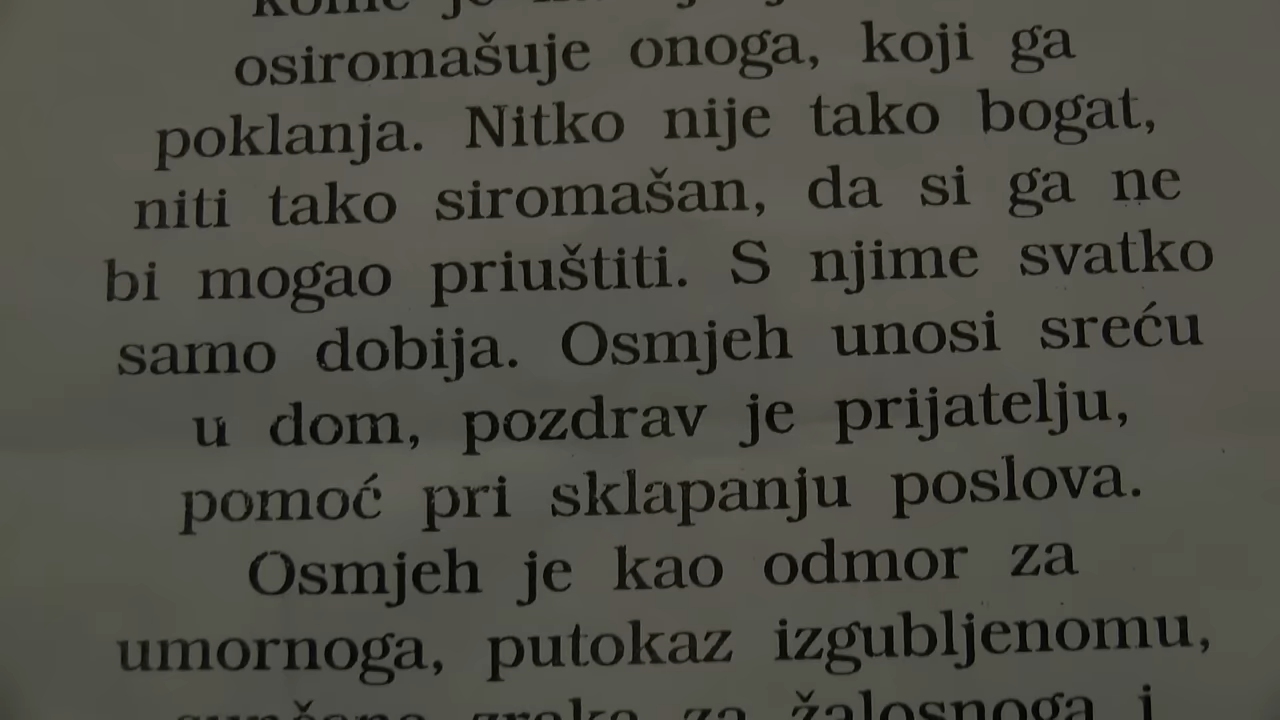 osiromašuje onoga, koji ga
poklanja. Nitko nije tako bogat,
niti tako siromašan, da si ga ne
bi mogao priuštiti. S njime svatko
samo dobija. Osmjeh unosi sreću
u dom, pozdrav je prijatelju,
pomoć pri sklapanju poslova.
Osmjeh je kao odmor za
umornoga, putokaz izgubljenomu,
za žalosnoga i